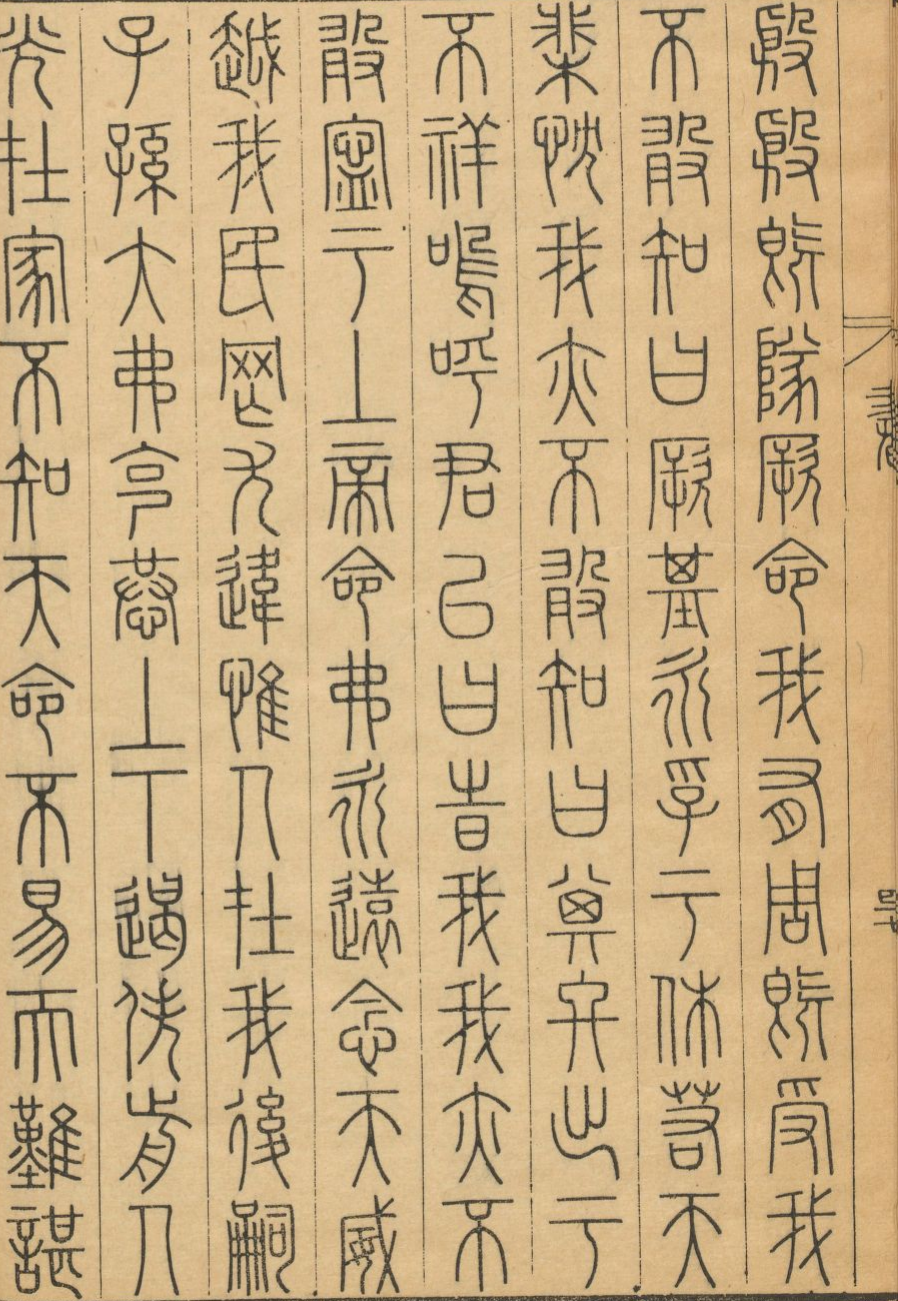 殷殷既隊厥命我有周既受我
不敢知曰厥基永孚于休若天
棐忱我亦不敢知曰其終出于
不祥嗚呼君已曰時我我亦不
敢寧于上帝命弗永遠念天威
越我民罔尤違惟人在我後嗣
子孫大弗克恭上下遏佚前人
光在家不知天命不易而難諶